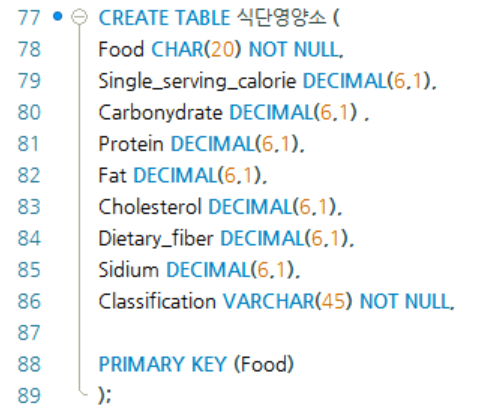 77 CREATE TABLE 식단영양소 (
78 Food CHAR(20) NOT NULL,
79 Single_serving_calorie DECIMAL(6,1),
80 Carbonydrate DECIMAL(6,1) ,
81 Protein DECIMAL(6,1),
82 Fat DECIMAL(6,1),
83 Cholesterol DECIMAL(6,1),
84 Dietary_fiber DECIMAL(6,1),
85 Sidium DECIMAL(6,1),
86 Classification VARCHAR(45) NOT NULL,
87
88 PRIMARY KEY (Food)
89 );